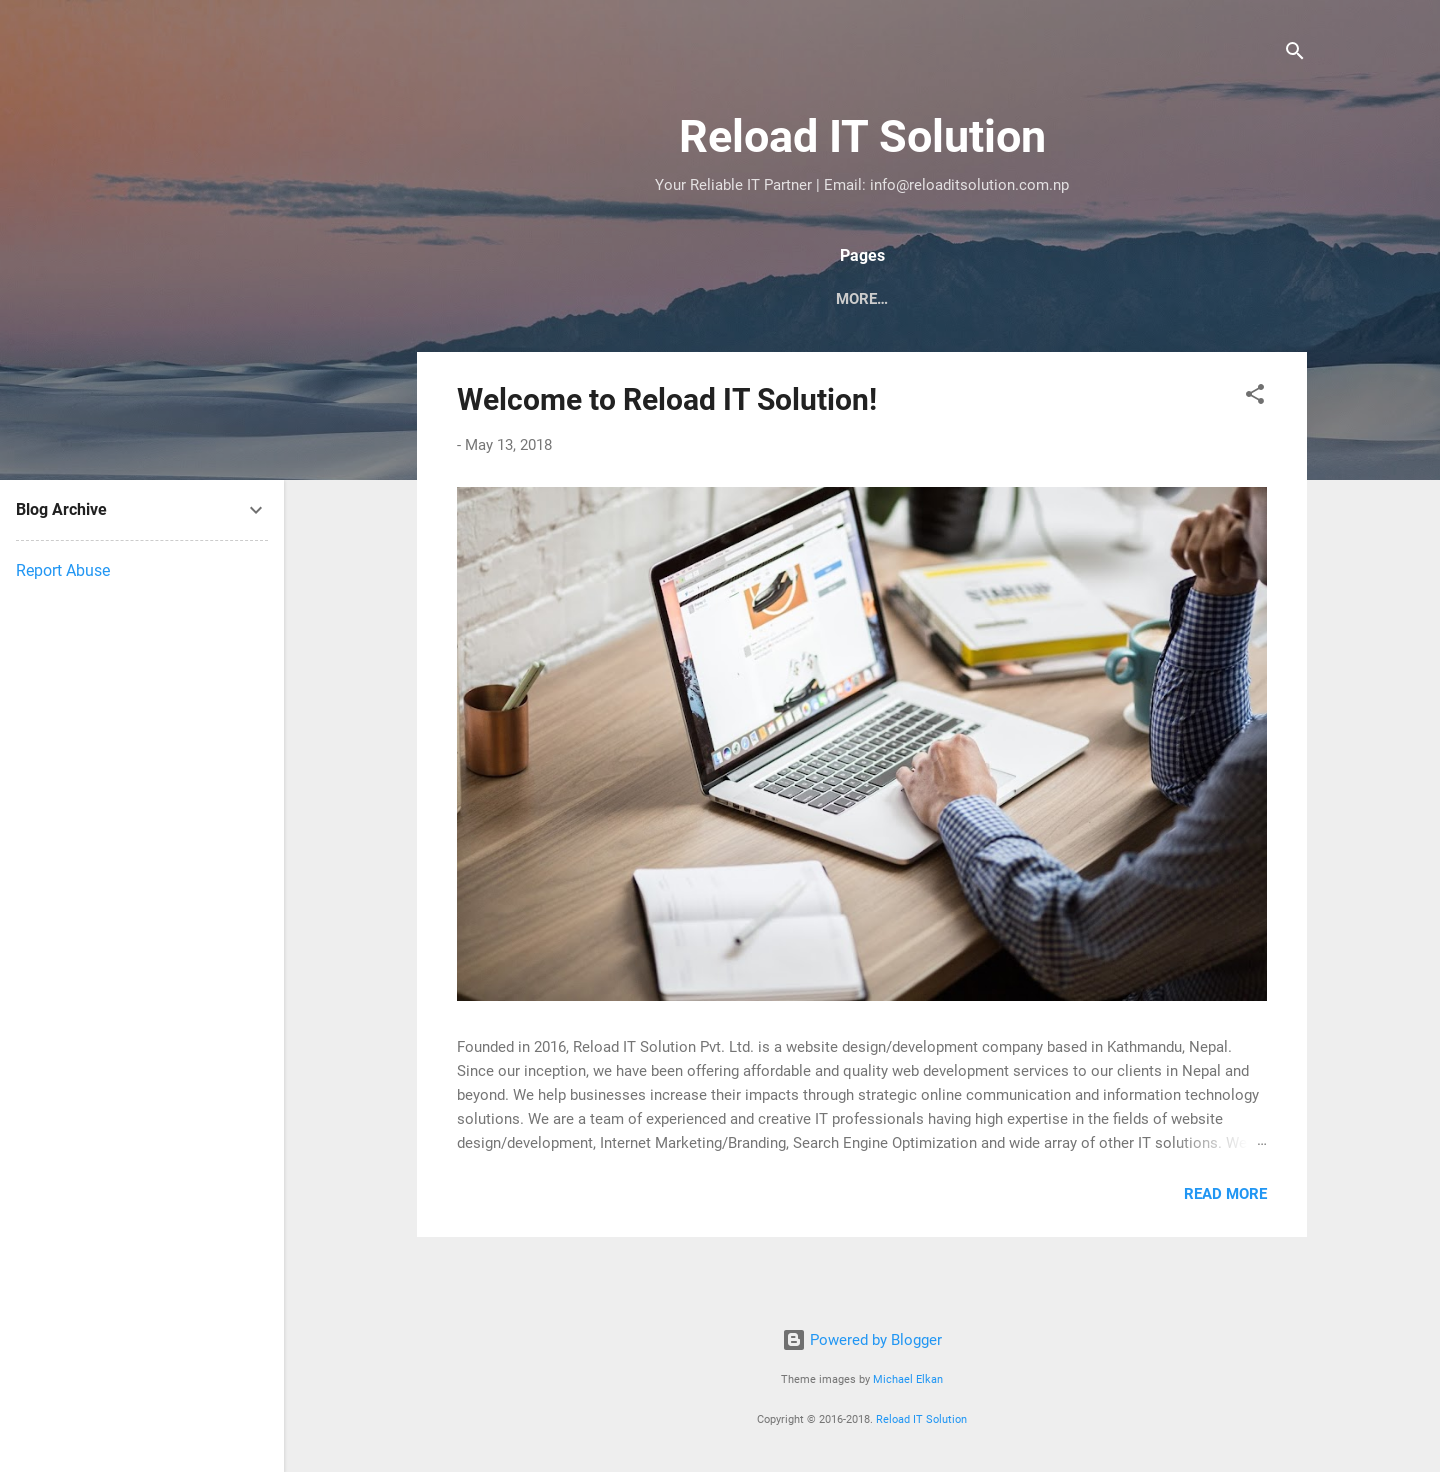 Reload IT Solution
Your Reliable IT Partner | Email: info@reloaditsolution.com.np
Pages
MORE…
Welcome to Reload IT Solution!
- May 13, 2018
STARTUP
Blog Archive
Report Abuse
Founded in 2016, Reload IT Solution Pvt. Ltd. is a website design/development company based in Kathmandu, Nepal.
Since our inception, we have been offering affordable and quality web development services to our clients in Nepal and
beyond. We help businesses increase their impacts through strategic online communication and information technology
solutions. We are a team of experienced and creative IT professionals having high expertise in the fields of website
design/development, Internet Marketing/Branding, Search Engine Optimization and wide array of other IT solutions. We …
READ MORE
Powered by Blogger
Theme images by Michael Elkan
Copyright © 2016-2018. Reload IT Solution